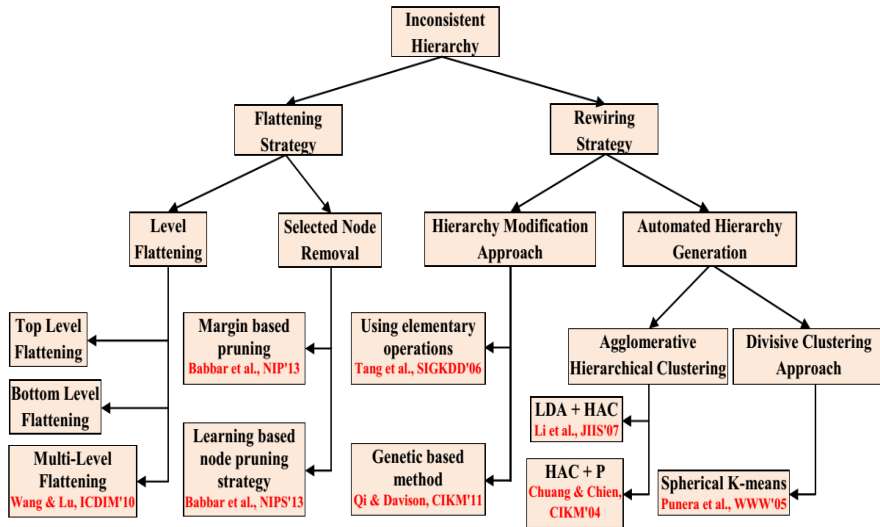 Inconsistent
Hierarchy
Flattening
Strategy
Rewiring
Strategy
Level
Flattening
Selected Node
Removal
Hierarchy Modification
Approach
Automated Hierarchy
Generation
Top Level
Flattening
Bottom Level
Flattening
Multi-Level
Flattening
Wang & Lu, ICDIM'10
Margin based
pruning
Babbar et al., NIP'13
Learning based
node pruning
strategy
Babbar et al., NIPS'13
Using elementary
operations
Tang et al., SIGKDD'06
Genetic based
method
Qi & Davison, CIKM'11
Agglomerative
Hierarchical Clustering
LDA + HAC
Li et al., JIIS'07
HAC + P
Chuang & Chien,
CIKM'04
Divisive Clustering
Approach
Spherical K-means
Punera et al., WWW'05